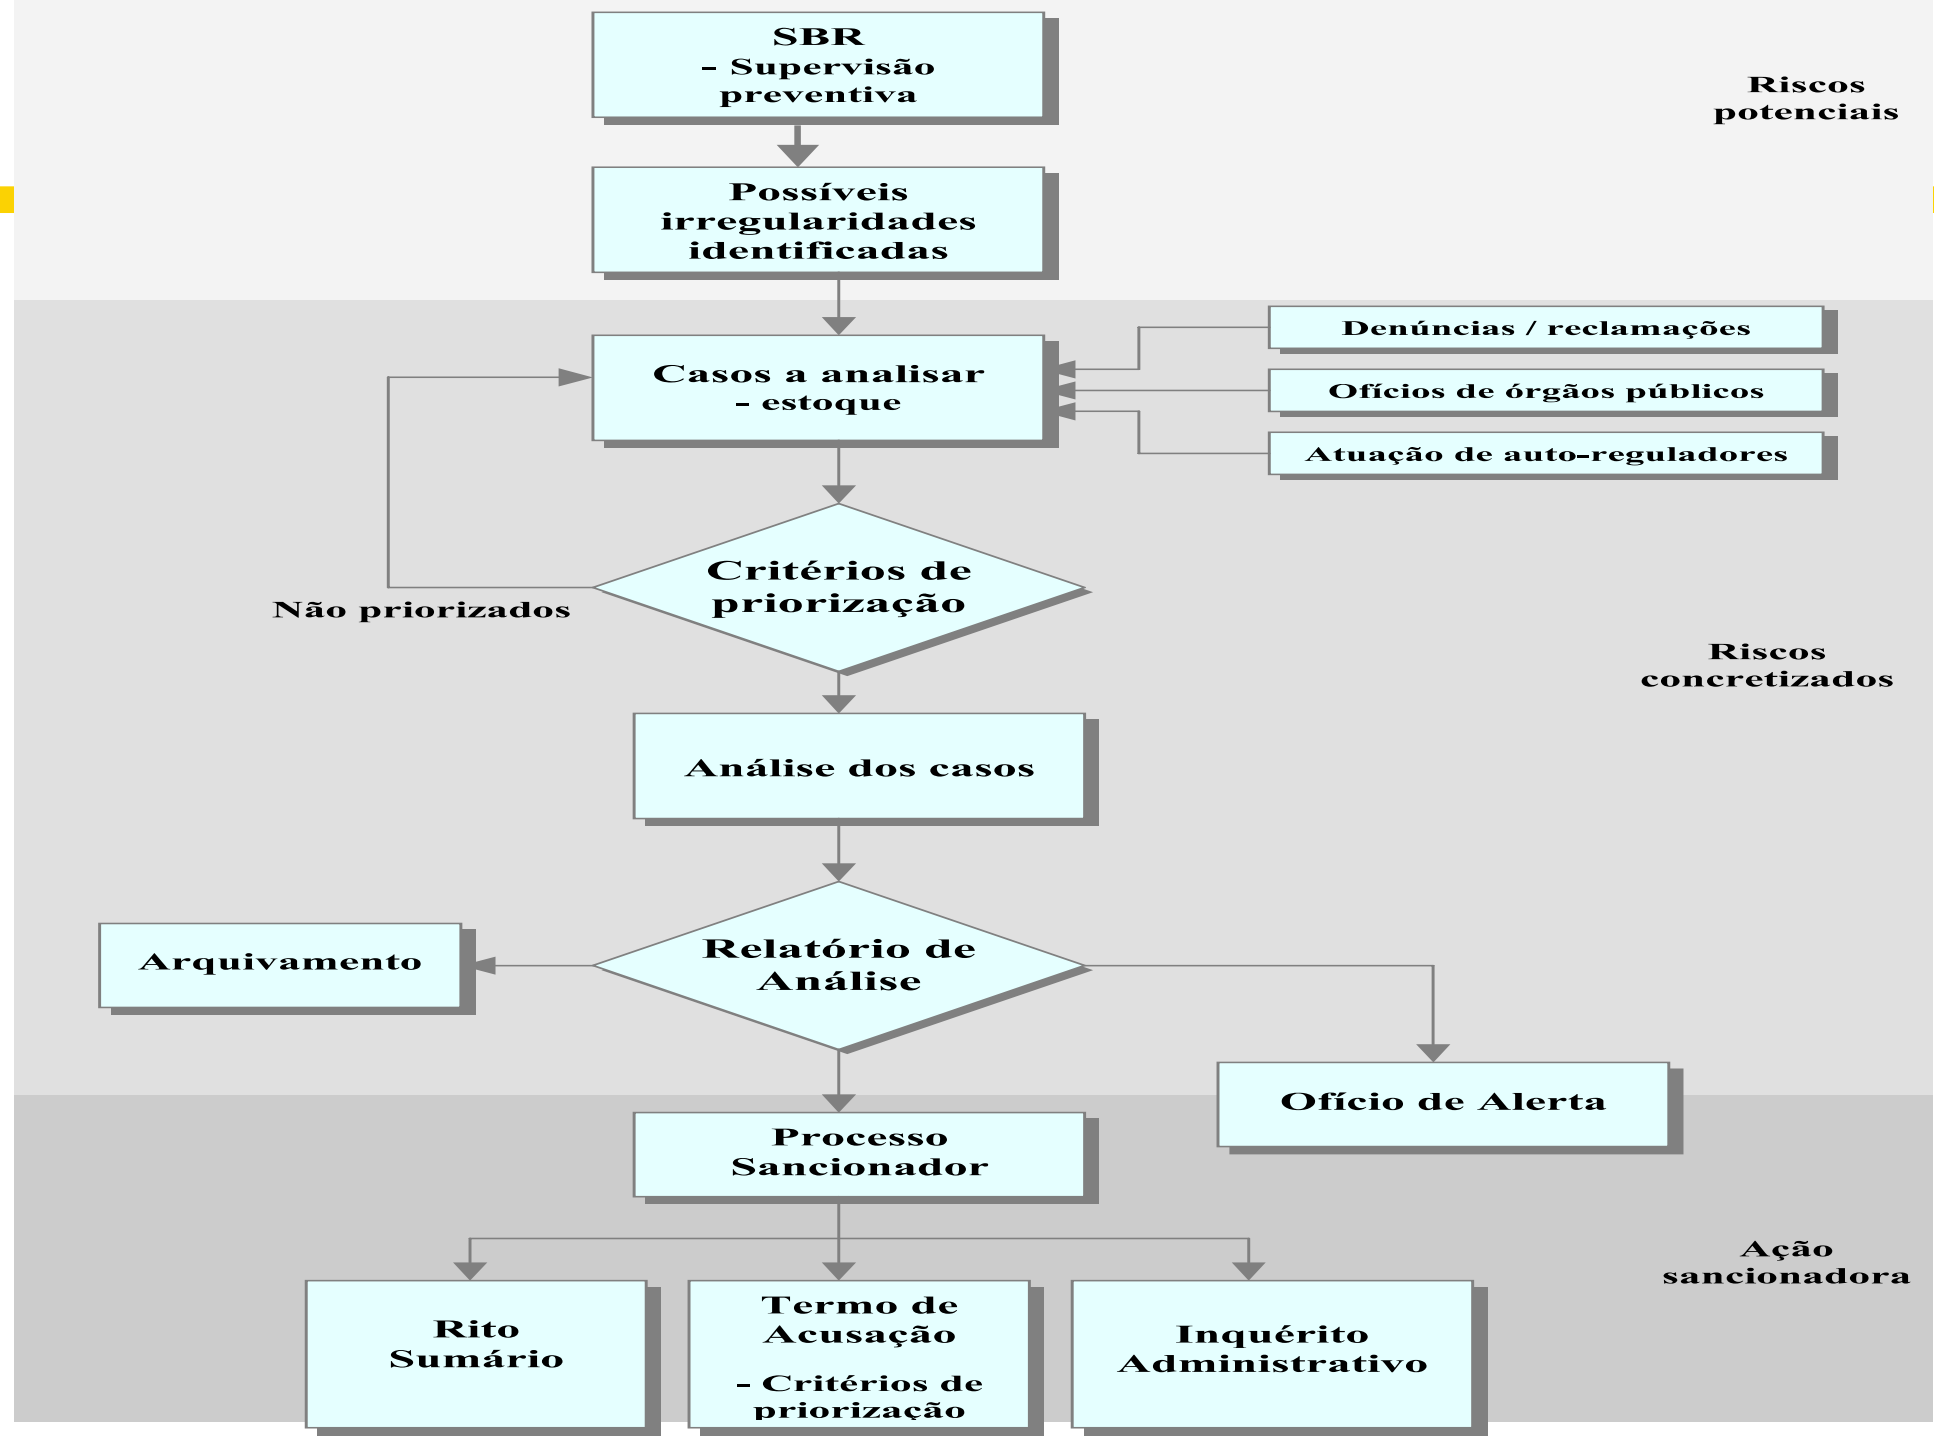 SBR
- Supervisão
preventiva
Riscos
potenciais
Possíveis
irregularidades
identificadas
Denúncias / reclamações
Casos a analisar
- estoque
Ofícios de órgãos públicos
Atuação de auto-reguladores
Critérios de
priorização
Não priorizados
Riscos
concretizados
Análise dos casos
Relatório de
Análise
Arquivamento
Ofício de Alerta
Processo
Sancionador
Ação
sancionadora
Rito
Sumário
Termo de
Acusação
- Critérios de
priorização
Inquérito
Administrativo